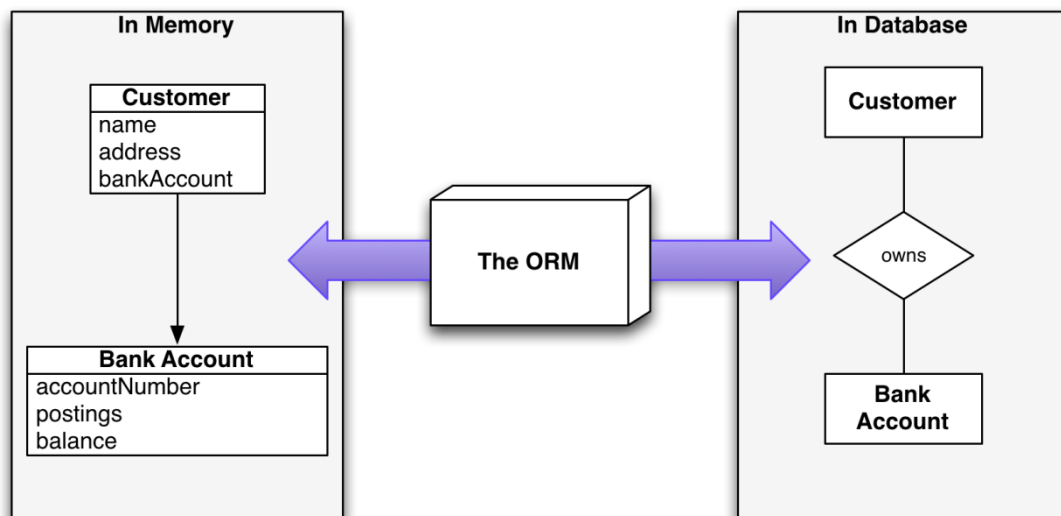 In Memory
Customer
name
address
bankAccount
Bank Account
accountNumber
postings
balance
The ORM
In Database
Customer
owns
Bank
Account